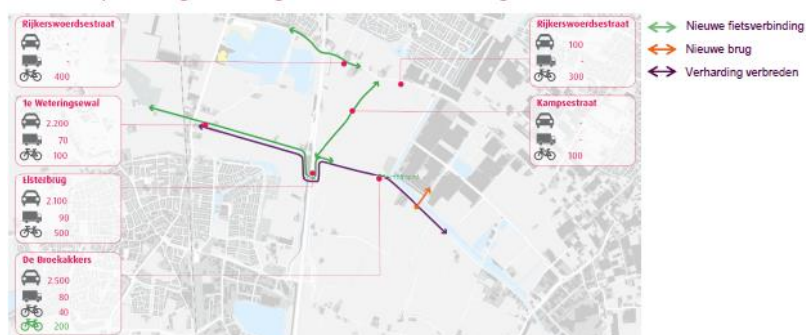 Rijkerswoerdsestraat
-
-
400
1e Weteringsewal
2.200
70
100
Elsterbrug
2.100
90
500
De Broekakkers
2.500
80
40
200
Rijkerswoerdsestraat
100
-
300
Kampsestraat
-
-
100
Nieuwe fietsverbinding
Nieuwe brug
Verharding verbreden